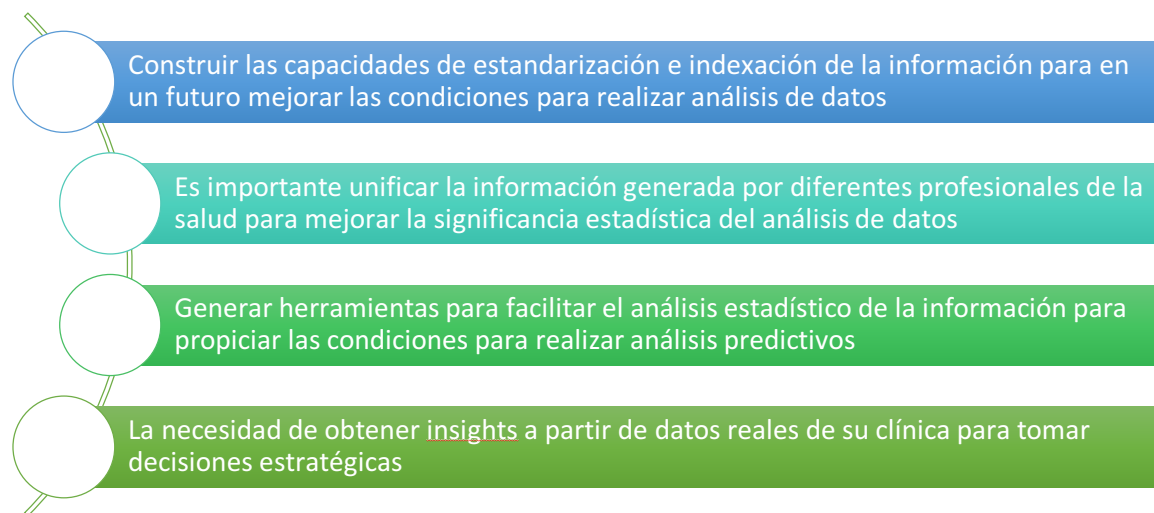 Construir las capacidades de estandarización e indexación de la información para en
un futuro mejorar las condiciones para realizar análisis de datos
Es importante unificar la información generada por diferentes profesionales de la
salud para mejorar la significancia estadística del análisis de datos
Generar herramientas para facilitar el análisis estadístico de la información para
propiciar las condiciones para realizar análisis predictivos
La necesidad de obtener insights a partir de datos reales de su clínica para tomar
decisiones estratégicas